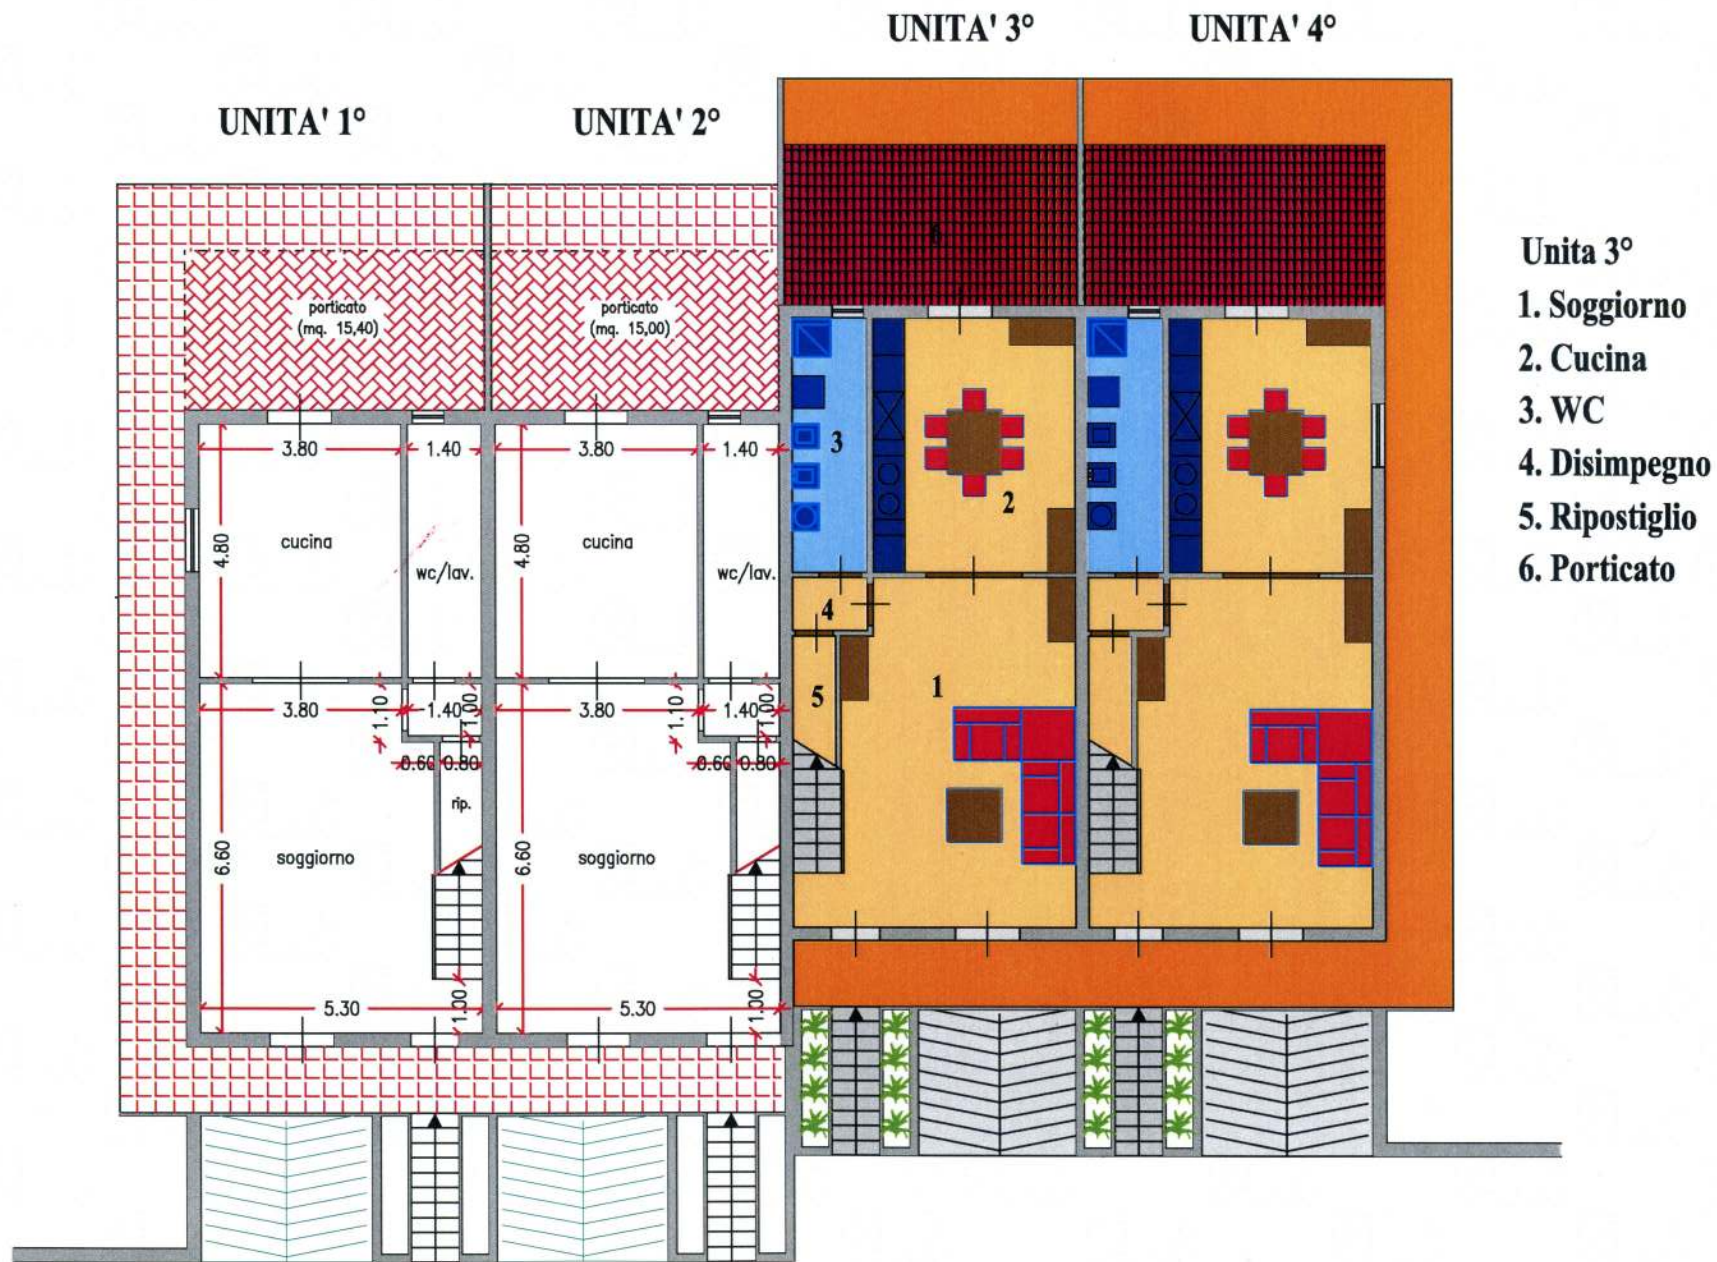 UNITA' 3°
UNITA' 4°
UNITA' 1°
UNITA' 2°
porticato
(mq. 15,40)
porticato
(mq. 15,00)
6
Unita 3°
1. Soggiorno
2. Cucina
3. WC
4. Disimpegno
5. Ripostiglio
6. Porticato
3.80
1.40
3.80
1.40
3
2
4.80
cucina
wc/lav.
4.80
cucina
wc/lav.
4
5
1
3.80
1.10
1.40
1.00
3.80
1.10
1.40
1.00
0.60
0.80
0.60
0.80
rip.
6.60
soggiorno
6.60
soggiorno
5.30
1.00
5.30
1.00